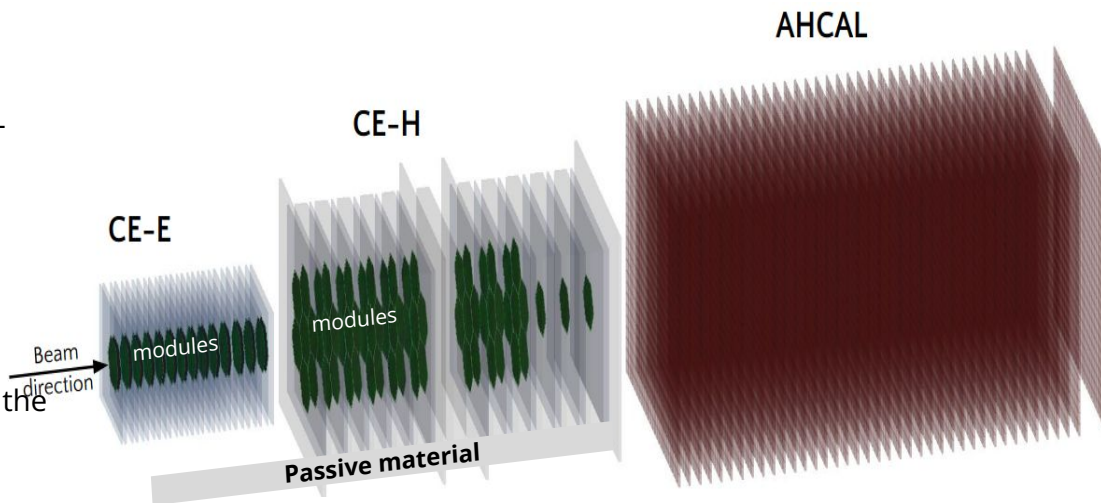 AHCAL
CE-H
CE-E
modules
modules
Beam
direction
the
Passive material